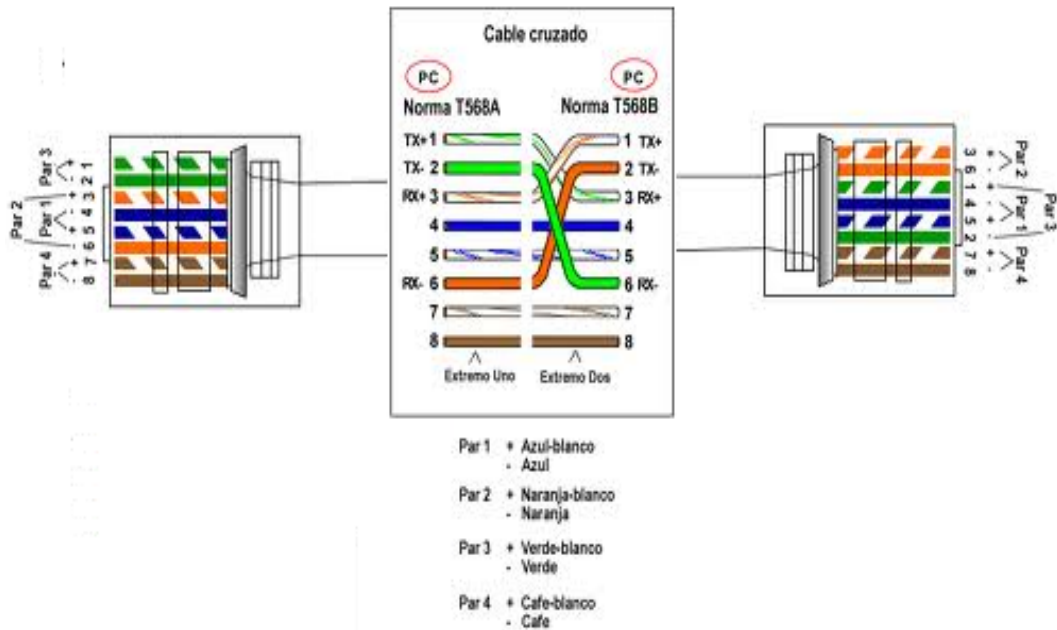 Cable cruzado
PC PC
Norma T568A Norma T568B
TX+ 1 1 TX+
TX- 2 2 TX-
RX+ 3 3 RX+
4 4
5 5
RX- 6 6 RX-
7 7
8 8
Extremo Uno Extremo Dos
Par 3 + 1
- 2
Par 2 + 3
Par 1 - 4
+ 5
- 6
Par 4 + 7
- 8
3 + Par 2
6 -
1 + Par 3
4 - Par 1
5 +
2 -
7 + Par 4
8 -
Par 1 + Azul-blanco
- Azul
Par 2 + Naranja-blanco
- Naranja
Par 3 + Verde-blanco
- Verde
Par 4 + Cafe-blanco
- Cafe